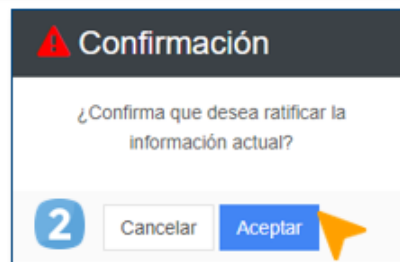 Confirmación
¿Confirma que desea ratificar la
información actual?
2 Cancelar Aceptar